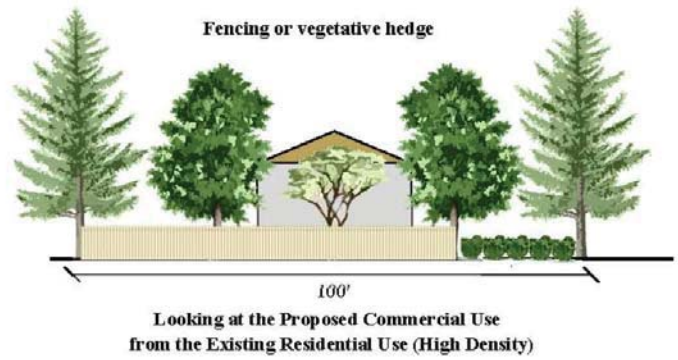 Fencing or vegetative hedge
100'
Looking at the Proposed Commercial Use
from the Existing Residential Use (High Density)